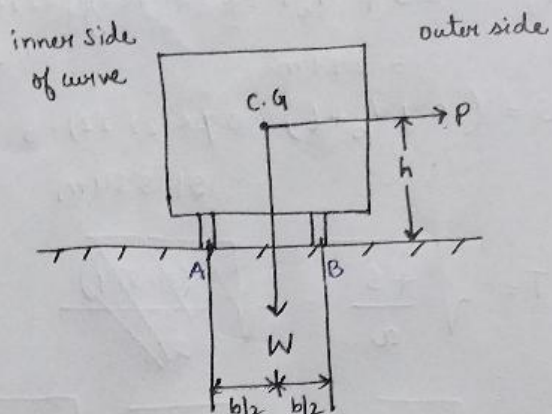 inner side
of curve
outer side
C.G
P
h
A
B
W
b/2
b/2